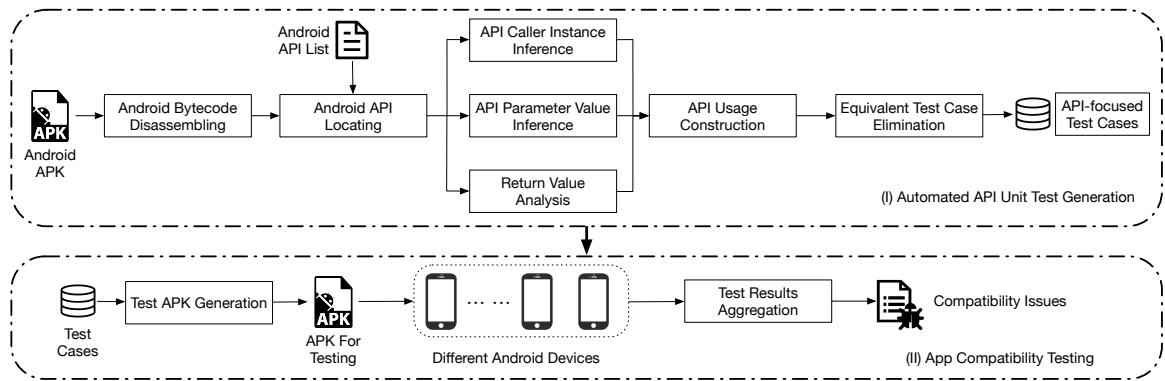 Android
API List
API Caller Instance
Inference
APK
Android
APK
Android Bytecode
Disassembling
Android API
Locating
API Parameter Value
Inference
API Usage
Construction
Equivalent Test Case
Elimination
API-focused
Test Cases
Return Value
Analysis
(I) Automated API Unit Test Generation
Test
Cases
Test APK Generation
APK
APK For
Testing
... ...
Different Android Devices
Test Results
Aggregation
Compatibility Issues
(II) App Compatibility Testing